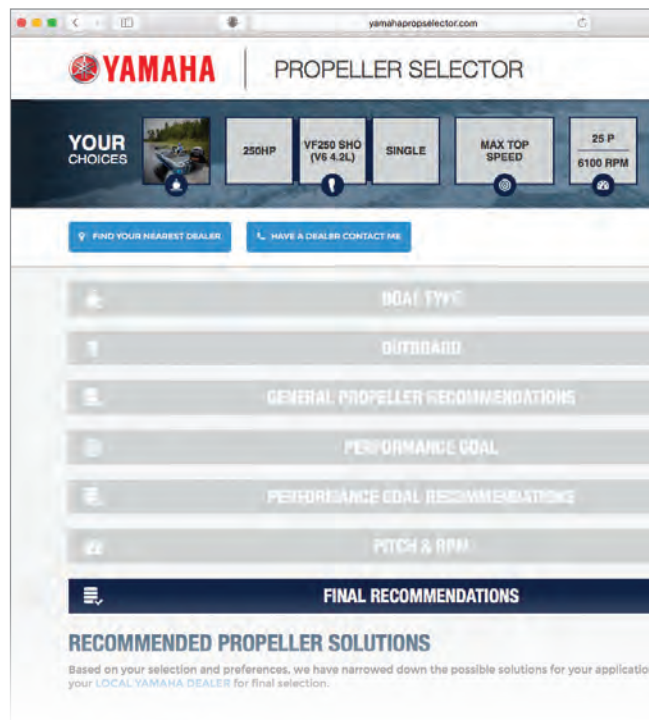 yamahapropselector.com
YAMAHA
PROPELLER SELECTOR
YOUR
CHOICES
250HP
VF250 SHO
(V6 4.2L)
SINGLE
MAX TOP
SPEED
25 P
6100 RPM
FIND YOUR NEAREST DEALER
HAVE A DEALER CONTACT ME
BOAT TYPE
OUTBOARD
GENERAL PROPELLER RECOMMENDATIONS
PERFORMANCE GOAL
PERFORMANCE GOAL RECOMMENDATIONS
PITCH & RPM
FINAL RECOMMENDATIONS
RECOMMENDED PROPELLER SOLUTIONS
Based on your selection and preferences, we have narrowed down the possible solutions for your applicatio
your LOCAL YAMAHA DEALER for final selection.